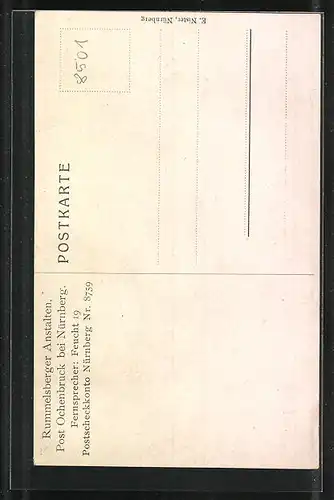 Rummelsberger Anstalten,
Post Ochenbruck bei Nürnberg.
Fernsprecher: Feucht 19
Postscheckkonto Nürnberg Nr. 8759
POSTKARTE
8501
E. Nister, Nürnberg